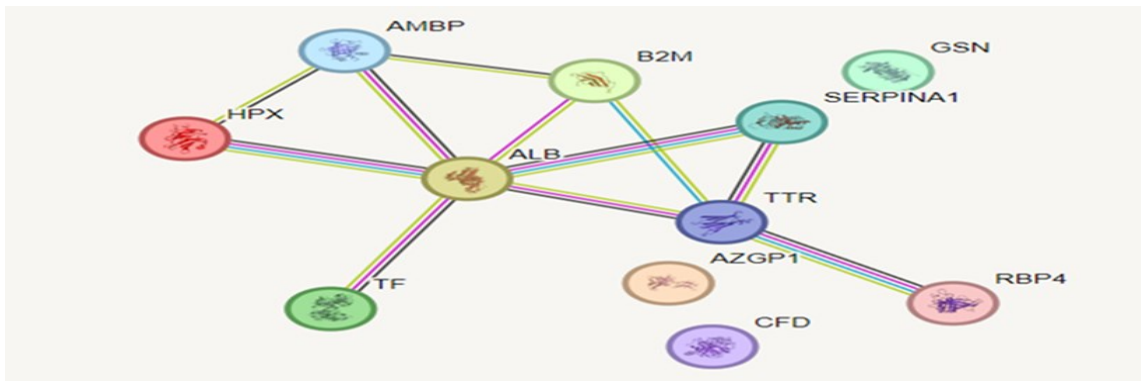 AMBP
GSN
B2M
SERPINA1
HPX
ALB
TTR
AZGP1
RBP4
TF
CFD